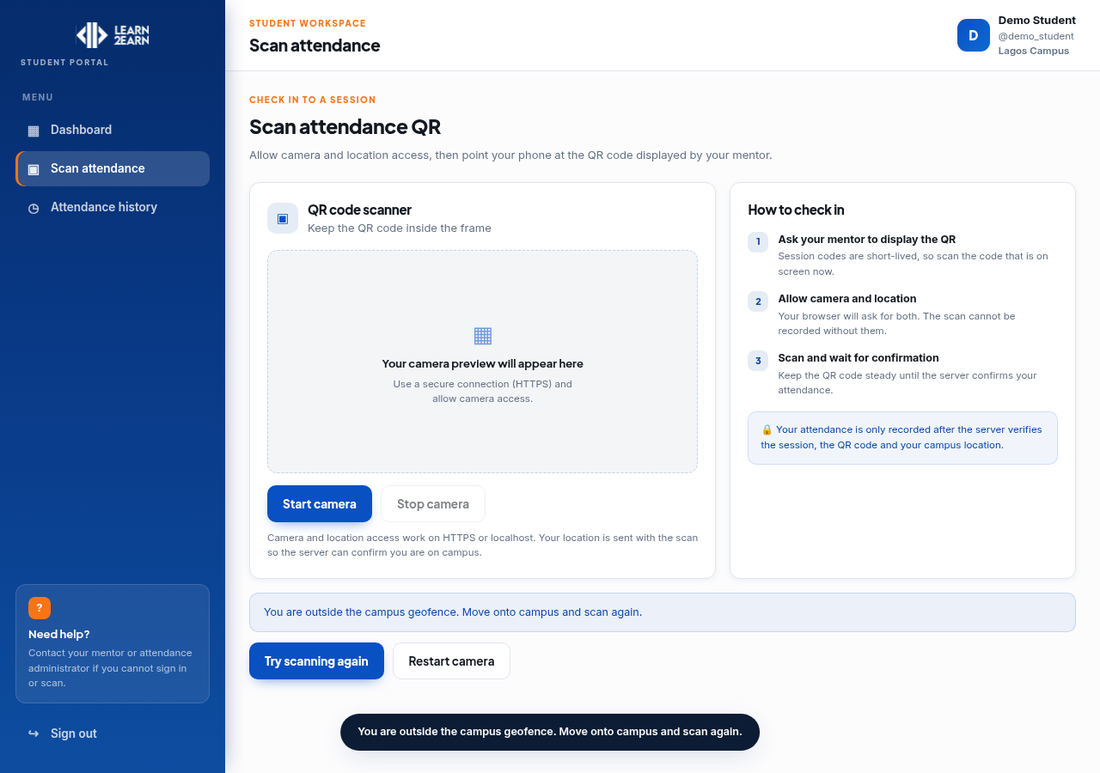 LEARN
2EARN
STUDENT PORTAL
MENU
Dashboard
Scan attendance
Attendance history
?
Need help?
Contact your mentor or attendance
administrator if you cannot sign in
or scan.
Sign out
STUDENT WORKSPACE
Scan attendance
D
Demo Student
@demo_student
Lagos Campus
CHECK IN TO A SESSION
Scan attendance QR
Allow camera and location access, then point your phone at the QR code displayed by your mentor.
QR code scanner
Keep the QR code inside the frame
Your camera preview will appear here
Use a secure connection (HTTPS) and
allow camera access.
Start camera
Stop camera
Camera and location access work on HTTPS or localhost. Your location is sent with the scan
so the server can confirm you are on campus.
How to check in
1
Ask your mentor to display the QR
Session codes are short-lived, so scan the code that is on
screen now.
2
Allow camera and location
Your browser will ask for both. The scan cannot be
recorded without them.
3
Scan and wait for confirmation
Keep the QR code steady until the server confirms your
attendance.
🔒 Your attendance is only recorded after the server verifies
the session, the QR code and your campus location.
You are outside the campus geofence. Move onto campus and scan again.
Try scanning again
Restart camera
You are outside the campus geofence. Move onto campus and scan again.